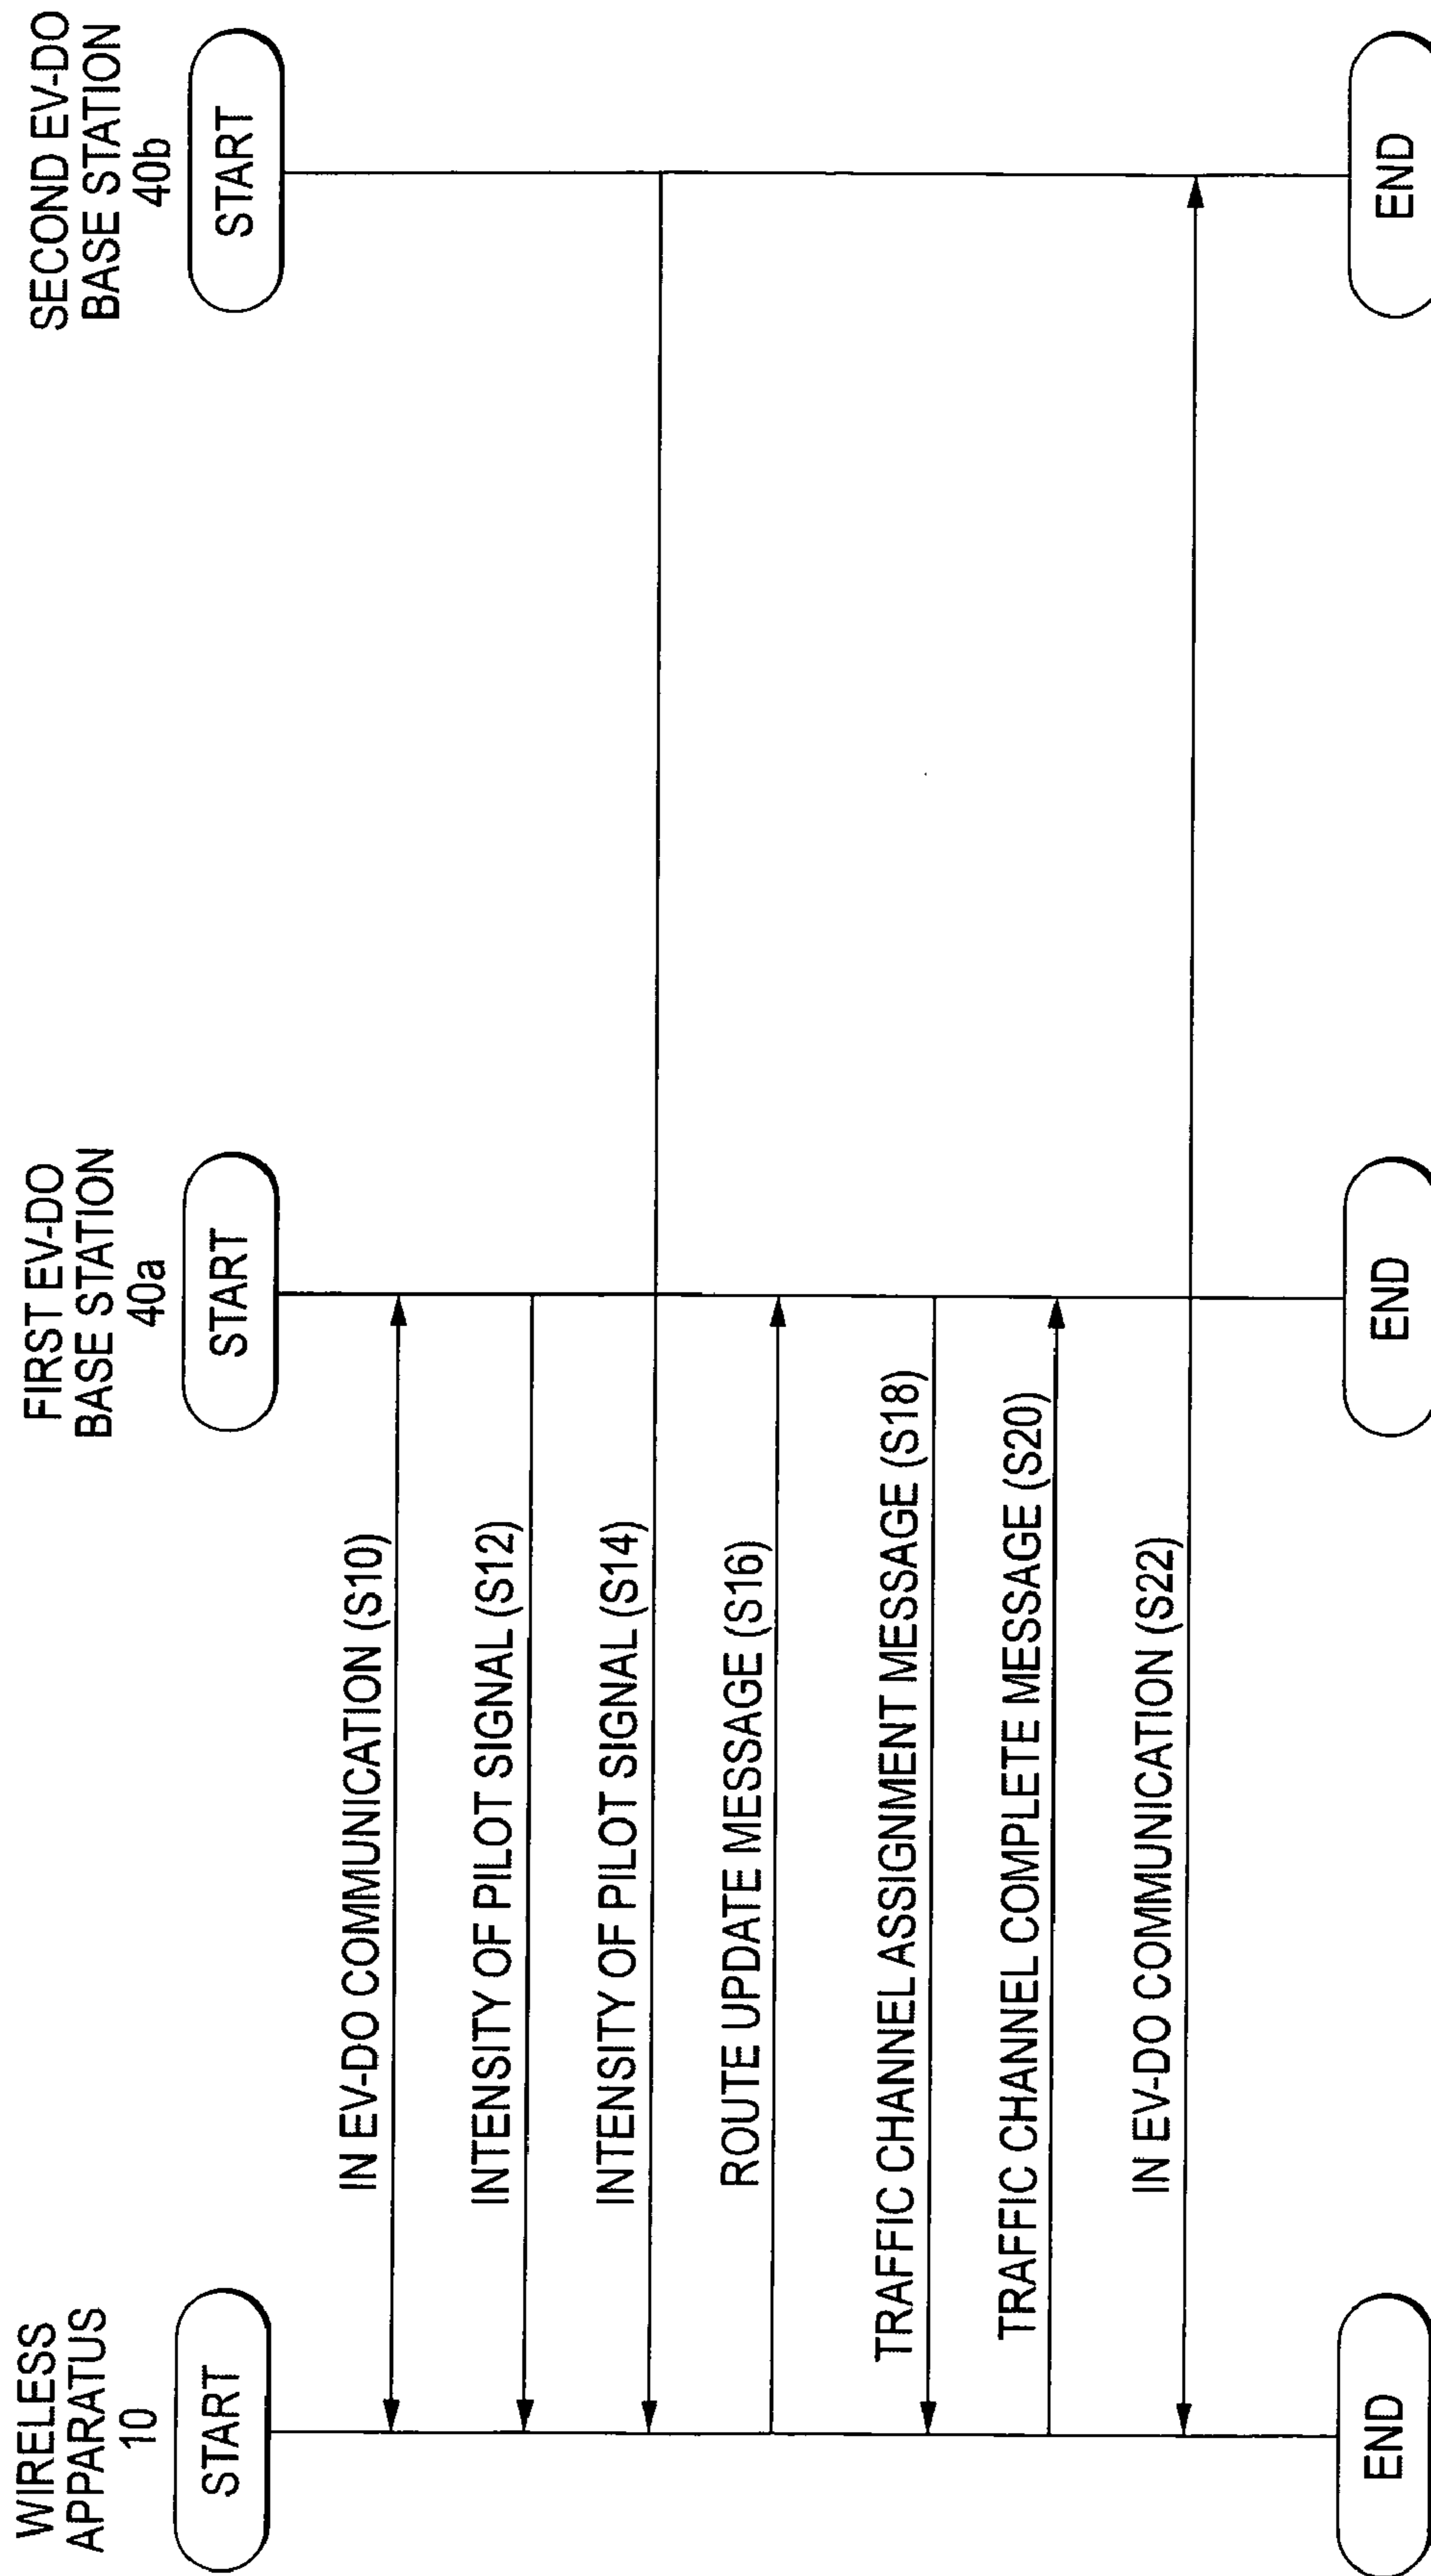 WIRELESS
APPARATUS
10
FIRST EV-DO
BASE STATION
40a
SECOND EV-DO
BASE STATION
40b
START
START
START
IN EV-DO COMMUNICATION (S10)
INTENSITY OF PILOT SIGNAL (S12)
INTENSITY OF PILOT SIGNAL (S14)
ROUTE UPDATE MESSAGE (S16)
TRAFFIC CHANNEL ASSIGNMENT MESSAGE (S18)
TRAFFIC CHANNEL COMPLETE MESSAGE (S20)
IN EV-DO COMMUNICATION (S22)
END
END
END